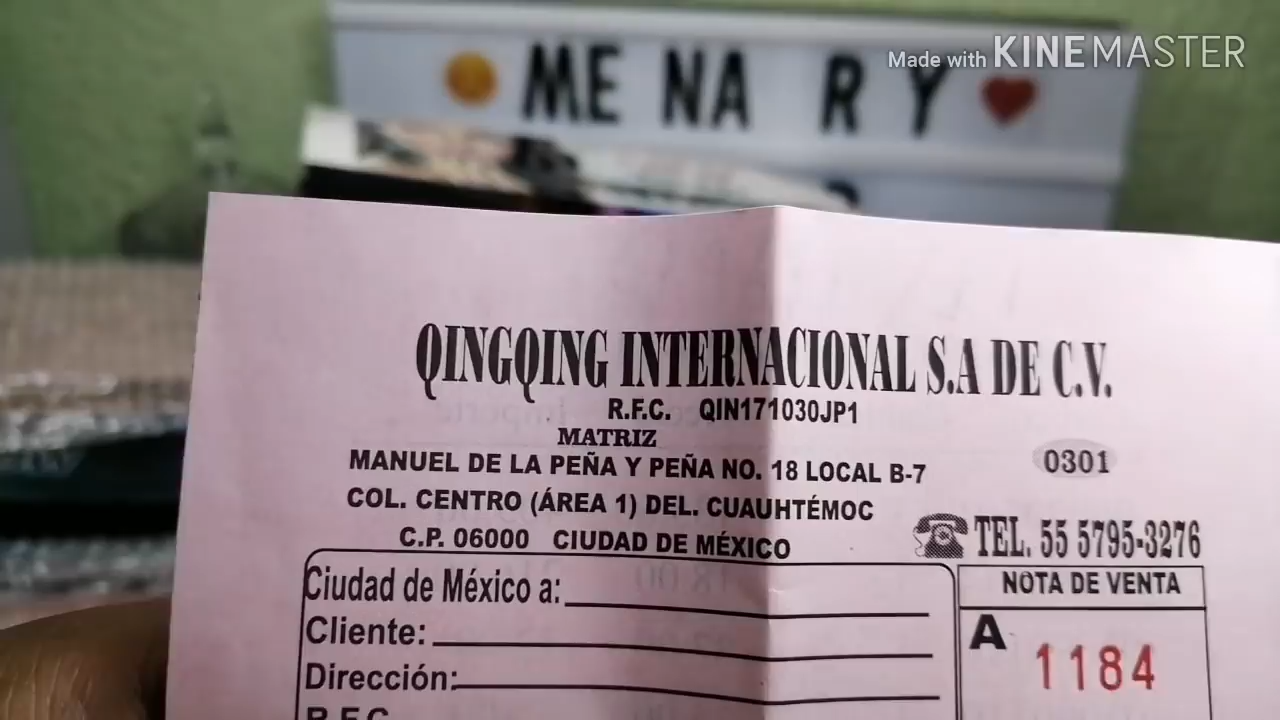 Made with KINEMASTER
ME NA RY
QINGQING INTERNACIONAL S.A DE C.V.
R.F.C. QIN171030JP1
MATRIZ
MANUEL DE LA PEÑA Y PEÑA NO. 18 LOCAL B-7
COL. CENTRO (ÁREA 1) DEL. CUAUHTÉMOC
C.P. 06000 CIUDAD DE MÉXICO
0301
TEL. 55 5795-3276
NOTA DE VENTA
A 1184
Ciudad de México a:
Cliente:
Dirección:
R.F.C.